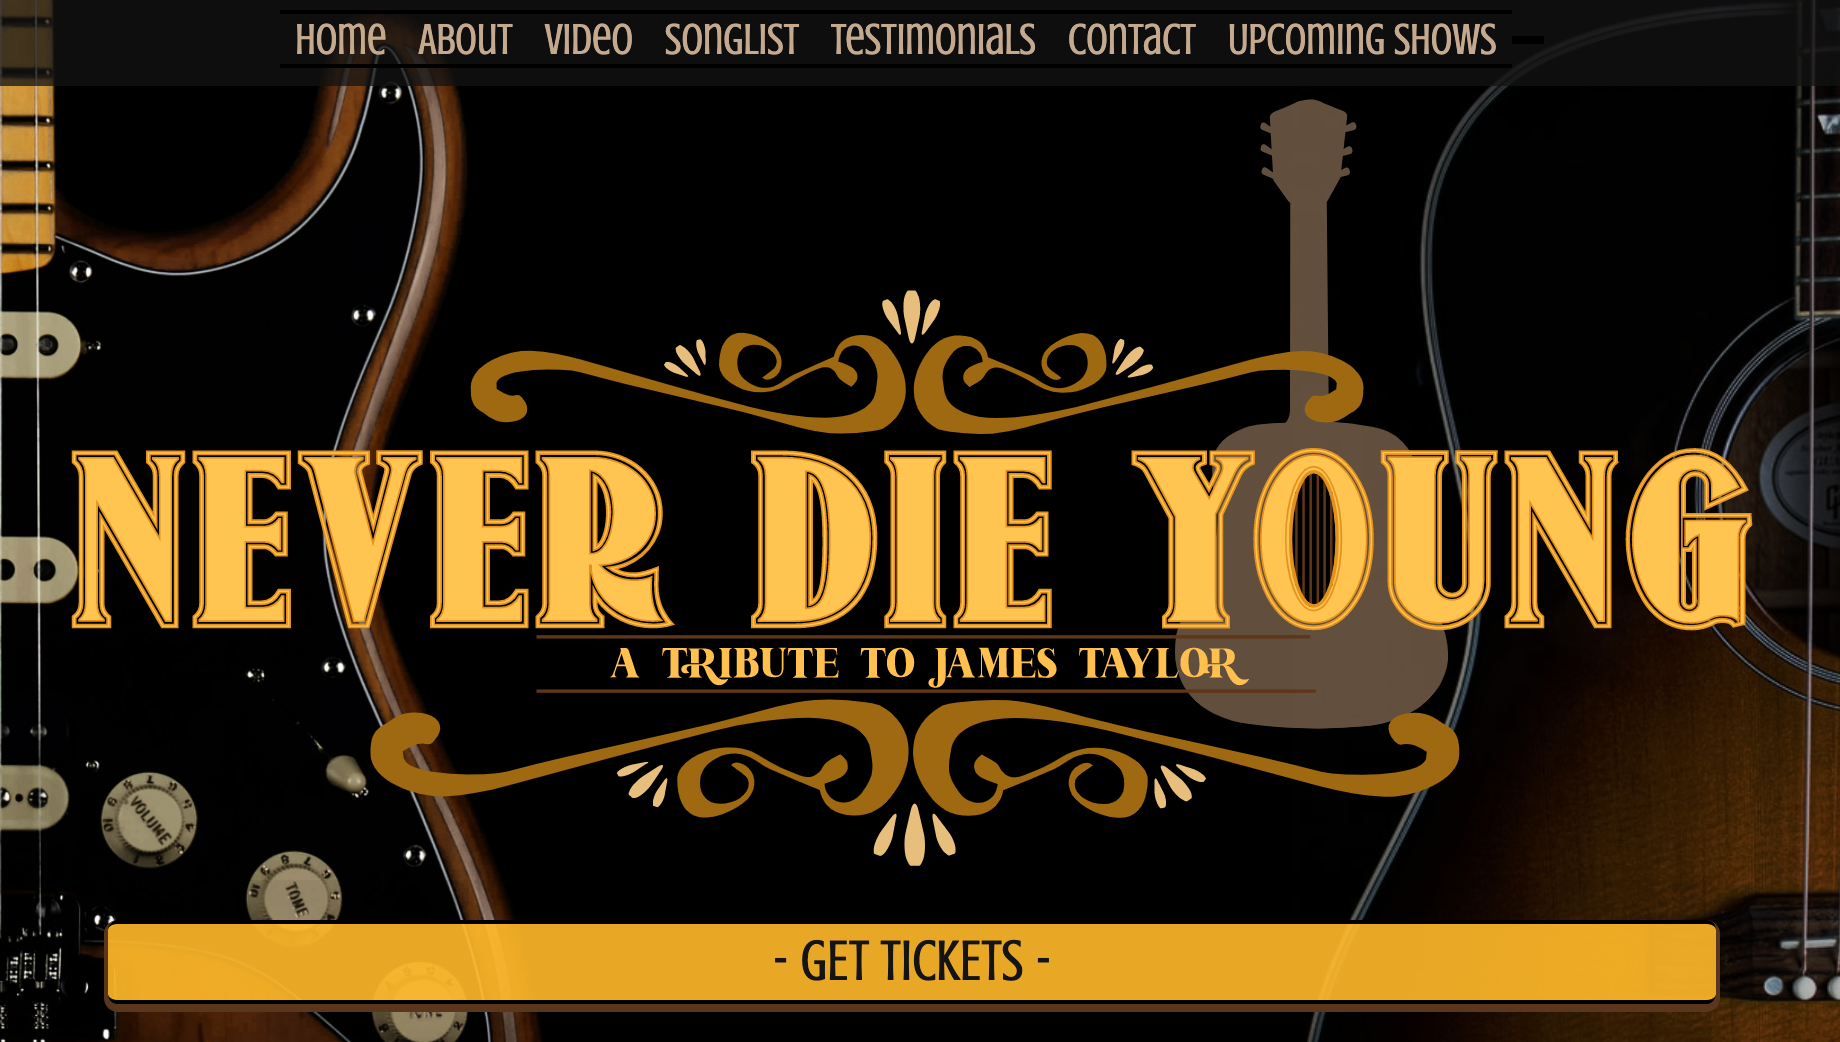 Home ABOUT VIDEO SONGLIST TESTIMONIALS CONTACT UPCOMING SHOWS
NEVER DIE YOUNG
A TRIBUTE TO JAMES TAYLOR
VOLUME
TONE
- GET TICKETS -